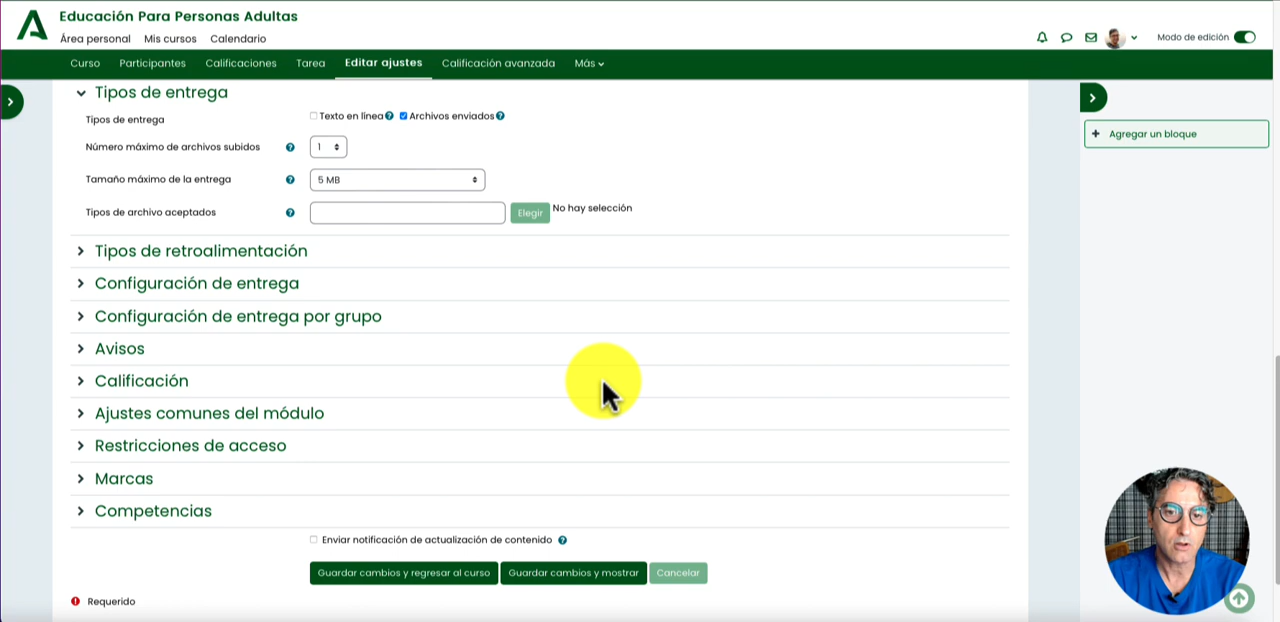 Educación Para Personas Adultas
Área personal Mis cursos Calendario
Modo de edición
Curso Participantes Calificaciones Tarea Editar ajustes Calificación avanzada Más
Tipos de entrega
Tipos de entrega Texto en línea Archivos enviados
Número máximo de archivos subidos 1
Tamaño máximo de la entrega 5 MB
Tipos de archivo aceptados Elegir No hay selección
Agregar un bloque
Tipos de retroalimentación
Configuración de entrega
Configuración de entrega por grupo
Avisos
Calificación
Ajustes comunes del módulo
Restricciones de acceso
Marcas
Competencias
Enviar notificación de actualización de contenido
Guardar cambios y regresar al curso Guardar cambios y mostrar Cancelar
Requerido